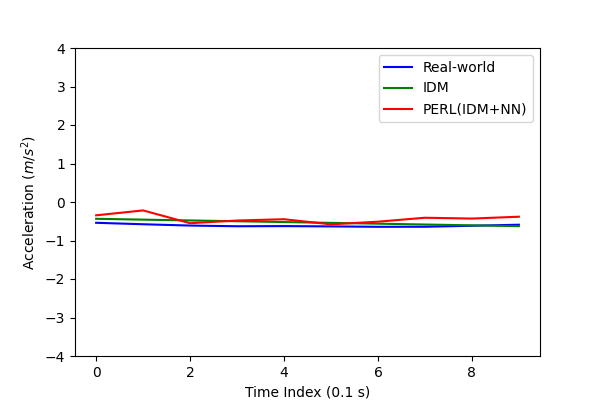 Real-world
IDM
PERL(IDM+NN)
4
3
2
1
0
−1
−2
−3
−4
Acceleration (m/s²)
0 2 4 6 8
Time Index (0.1 s)